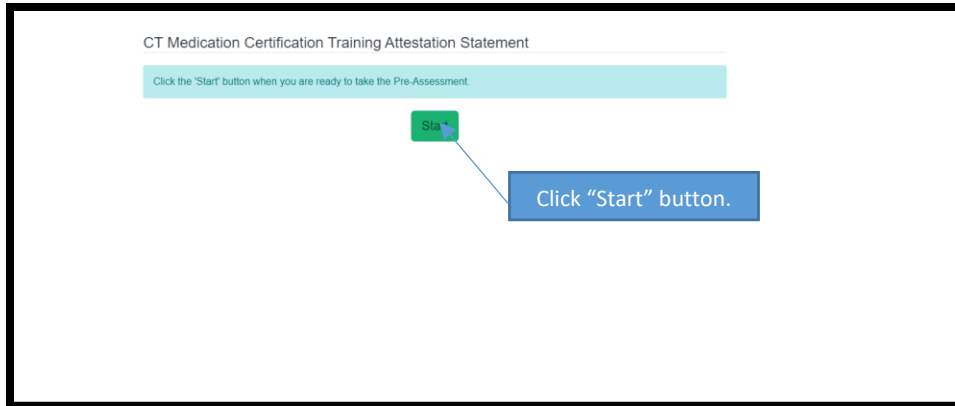 CT Medication Certification Training Attestation Statement
Click the 'Start' button when you are ready to take the Pre-Assessment.
Start
Click “Start” button.